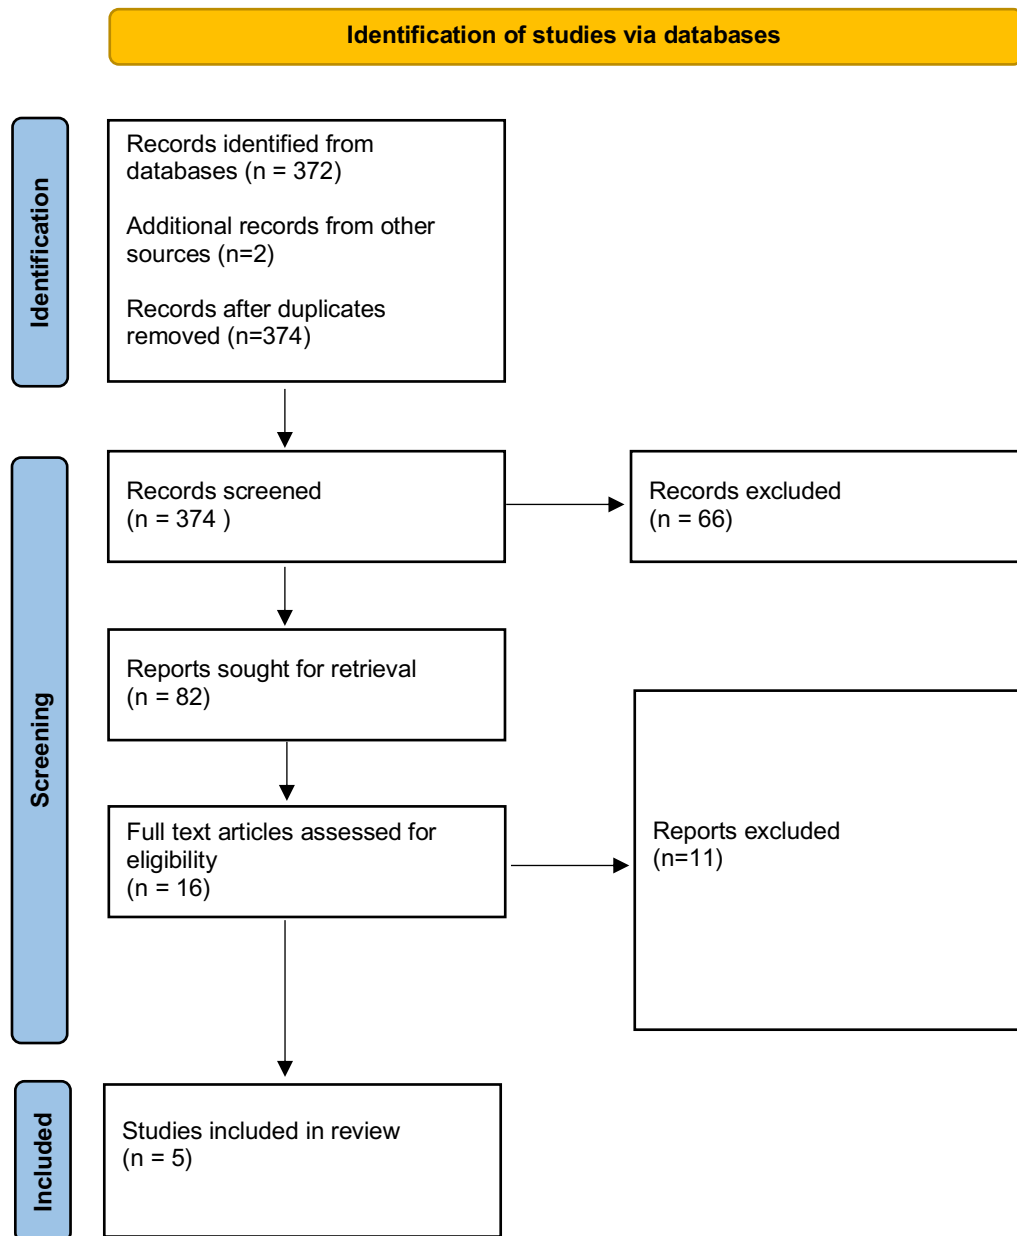 Identification of studies via databases
Identification
Records identified from
databases (n = 372)
Additional records from other
sources (n=2)
Records after duplicates
removed (n=374)
Screening
Records screened
(n = 374 )
Records excluded
(n = 66)
Reports sought for retrieval
(n = 82)
Full text articles assessed for
eligibility
(n = 16)
Reports excluded
(n=11)
Included
Studies included in review
(n = 5)